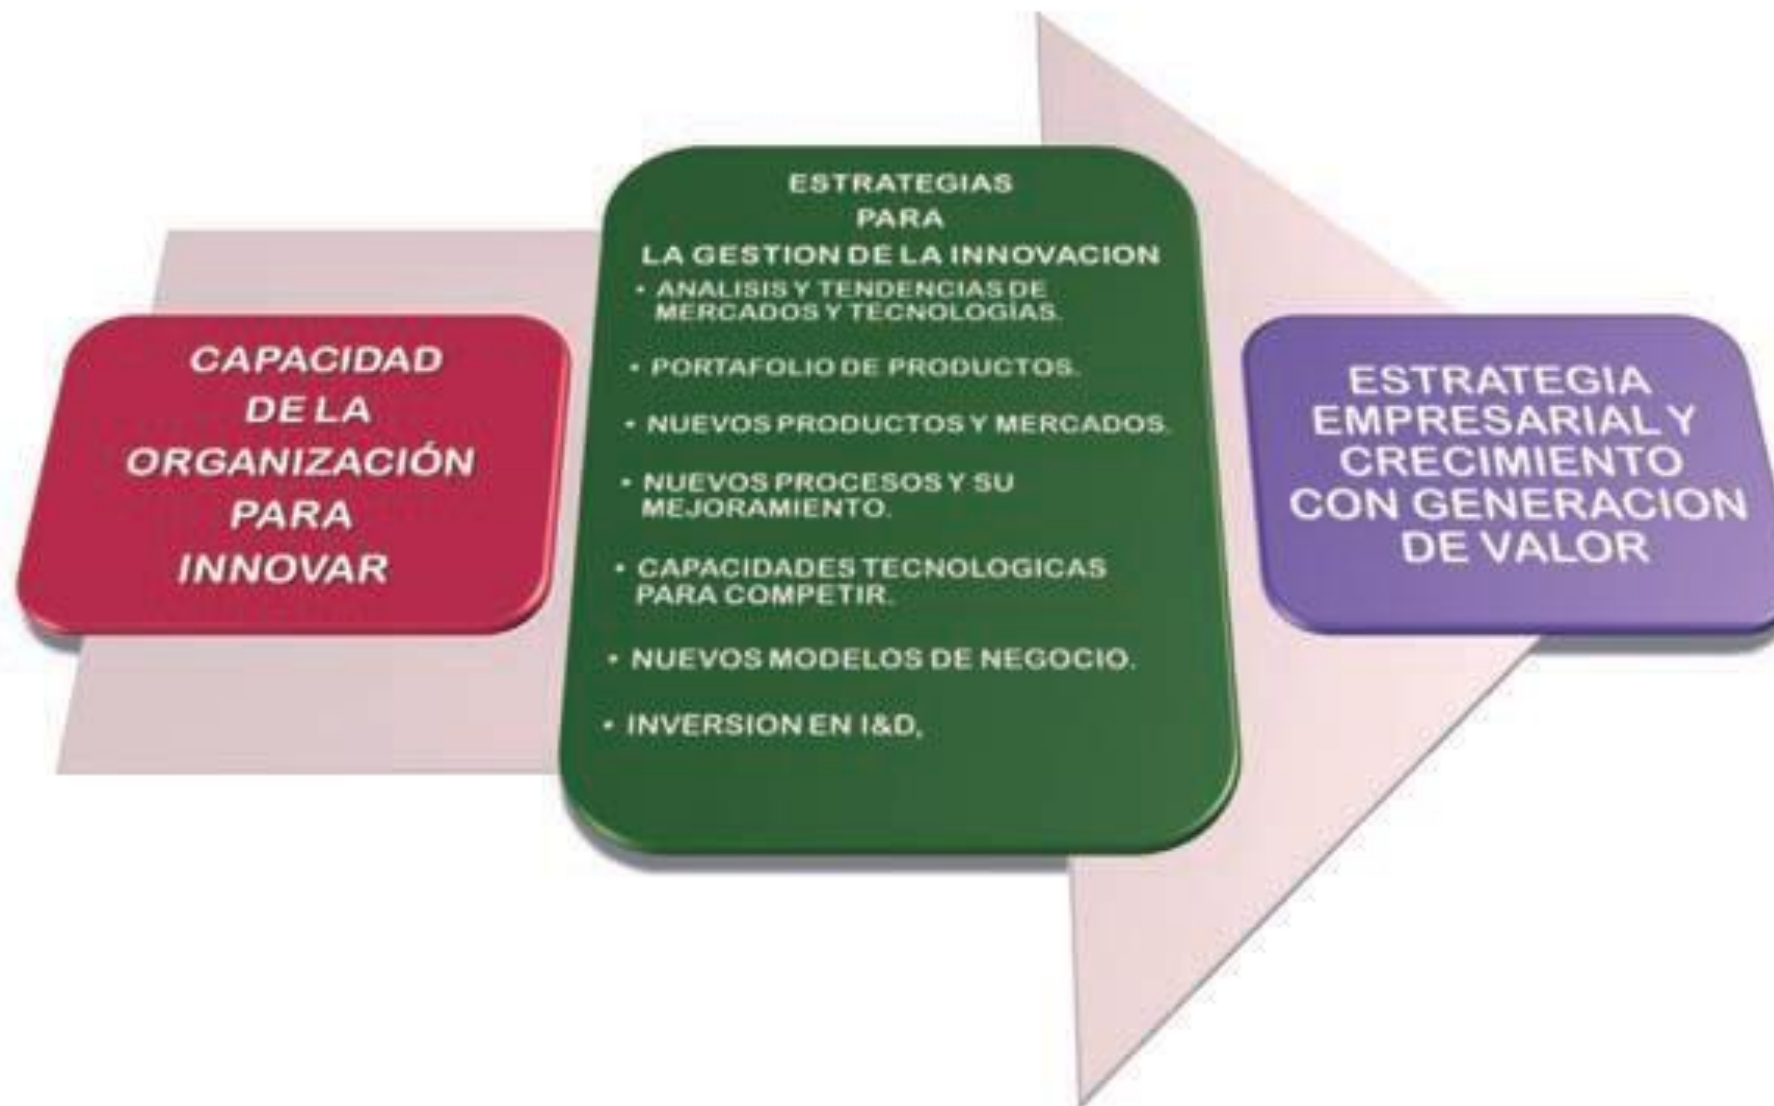 CAPACIDAD
DE LA
ORGANIZACIÓN
PARA
INNOVAR
ESTRATEGIAS
PARA
LA GESTION DE LA INNOVACION
• ANALISIS Y TENDENCIAS DE
MERCADOS Y TECNOLOGIAS.
• PORTAFOLIO DE PRODUCTOS.
• NUEVOS PRODUCTOS Y MERCADOS.
• NUEVOS PROCESOS Y SU
MEJORAMIENTO.
• CAPACIDADES TECNOLOGICAS
PARA COMPETIR.
• NUEVOS MODELOS DE NEGOCIO.
• INVERSION EN I&D,
ESTRATEGIA
EMPRESARIAL Y
CRECIMIENTO
CON GENERACION
DE VALOR